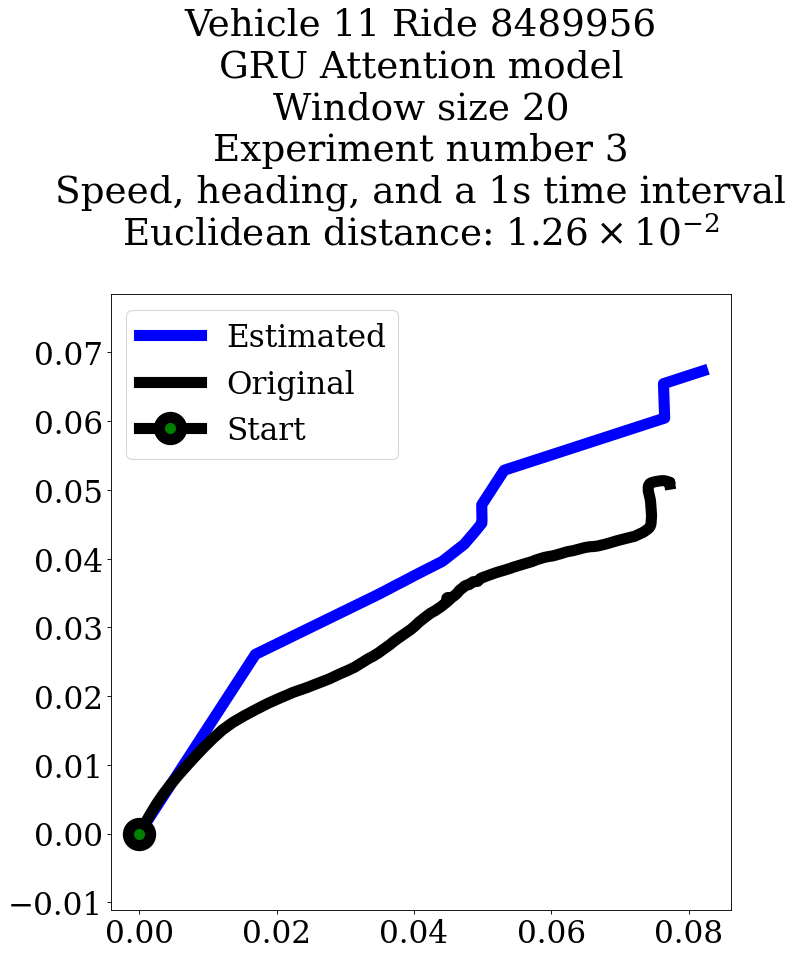 Vehicle 11 Ride 8489956
GRU Attention model
Window size 20
Experiment number 3
Speed, heading, and a 1s time interval
Euclidean distance: 1.26 × 10⁻²
Estimated
Original
Start
0.07
0.06
0.05
0.04
0.03
0.02
0.01
0.00
−0.01
0.00 0.02 0.04 0.06 0.08